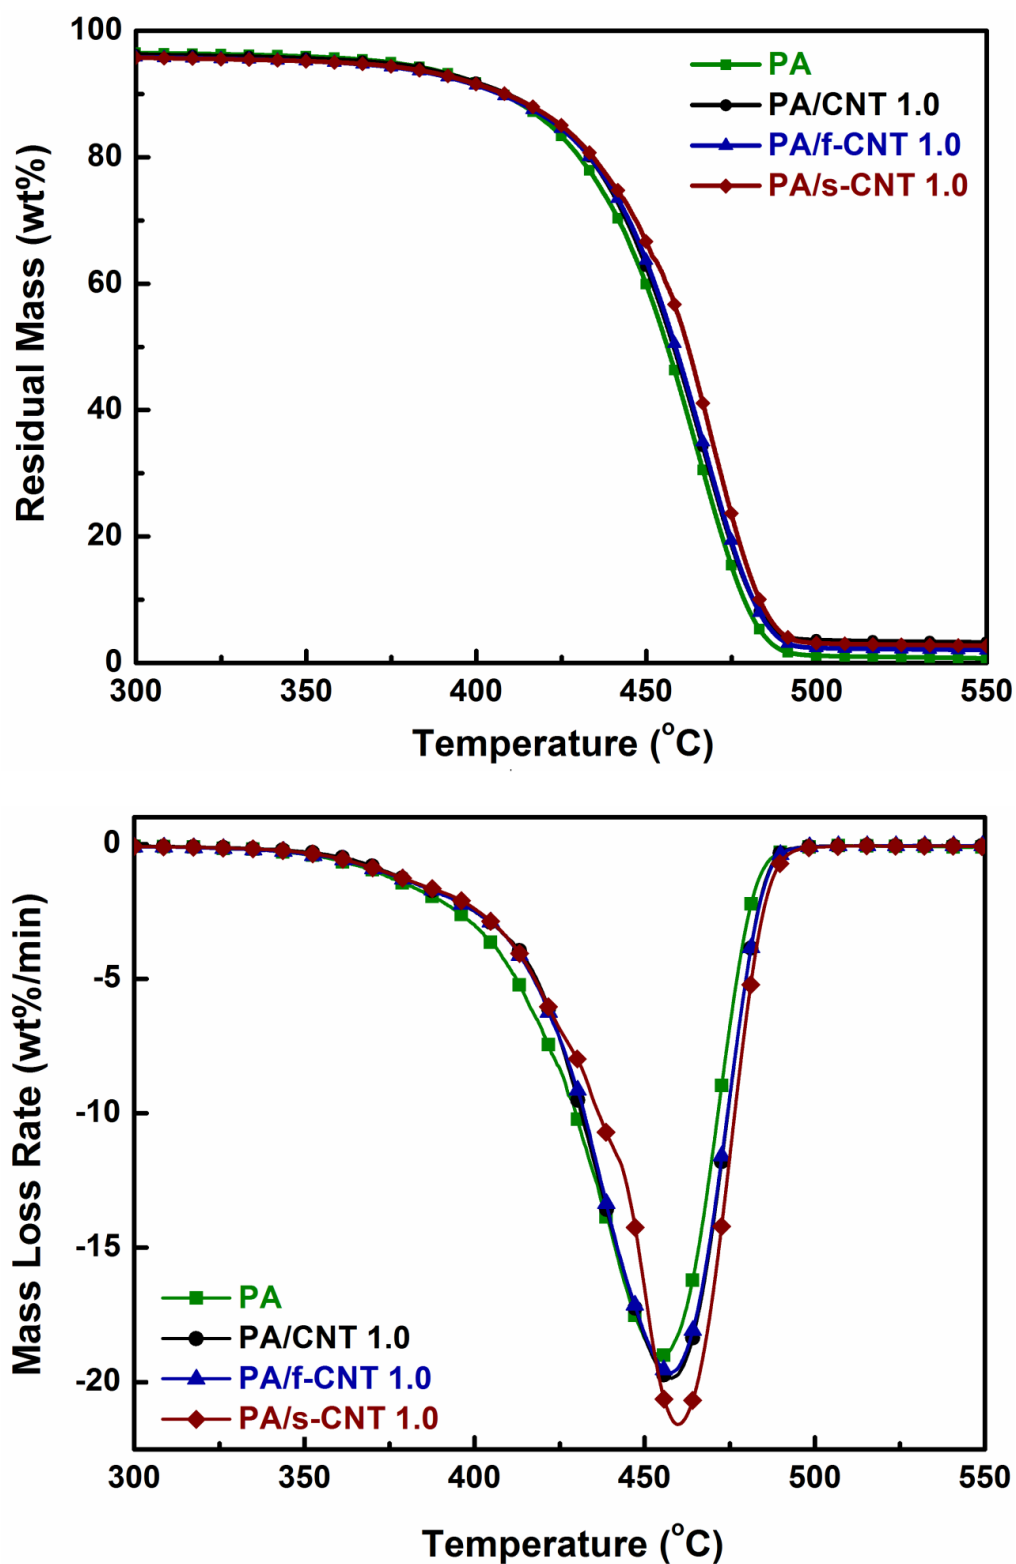 100
80
60
40
20
0
Residual Mass (wt%)
PA
PA/CNT 1.0
PA/f-CNT 1.0
PA/s-CNT 1.0
300 350 400 450 500 550
Temperature (°C)
0
-5
-10
-15
-20
Mass Loss Rate (wt%/min)
PA
PA/CNT 1.0
PA/f-CNT 1.0
PA/s-CNT 1.0
300 350 400 450 500 550
Temperature (°C)